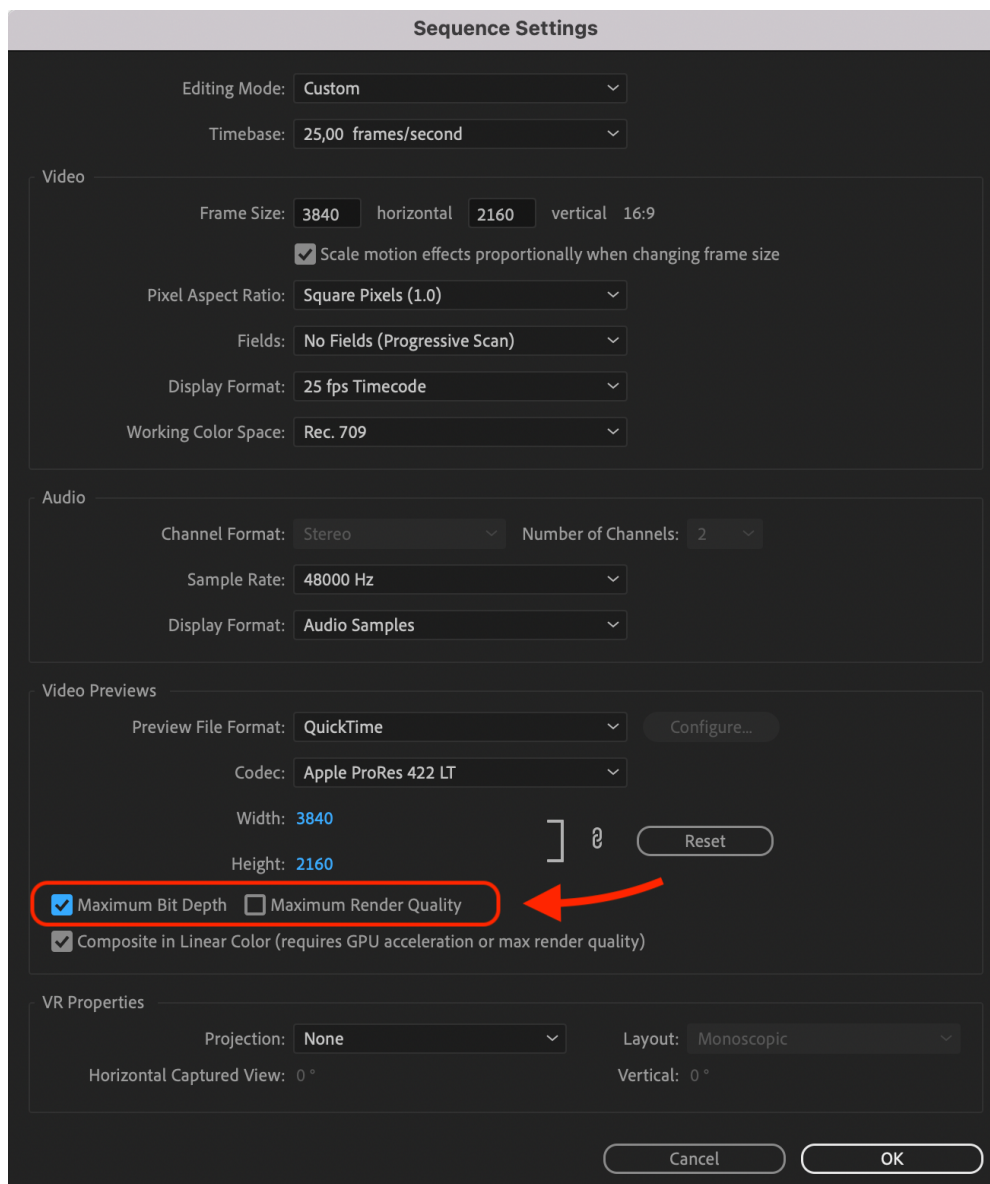 Sequence Settings
Editing Mode: Custom
Timebase: 25,00 frames/second
Video
Frame Size: 3840 horizontal 2160 vertical 16:9
Scale motion effects proportionally when changing frame size
Pixel Aspect Ratio: Square Pixels (1.0)
Fields: No Fields (Progressive Scan)
Display Format: 25 fps Timecode
Working Color Space: Rec. 709
Audio
Channel Format: Stereo Number of Channels: 2
Sample Rate: 48000 Hz
Display Format: Audio Samples
Video Previews
Preview File Format: QuickTime Configure...
Codec: Apple ProRes 422 LT
Width: 3840
Reset
Height: 2160
Maximum Bit Depth Maximum Render Quality
Composite in Linear Color (requires GPU acceleration or max render quality)
VR Properties
Projection: None Layout: Monoscopic
Horizontal Captured View: 0 ° Vertical: 0 °
Cancel OK